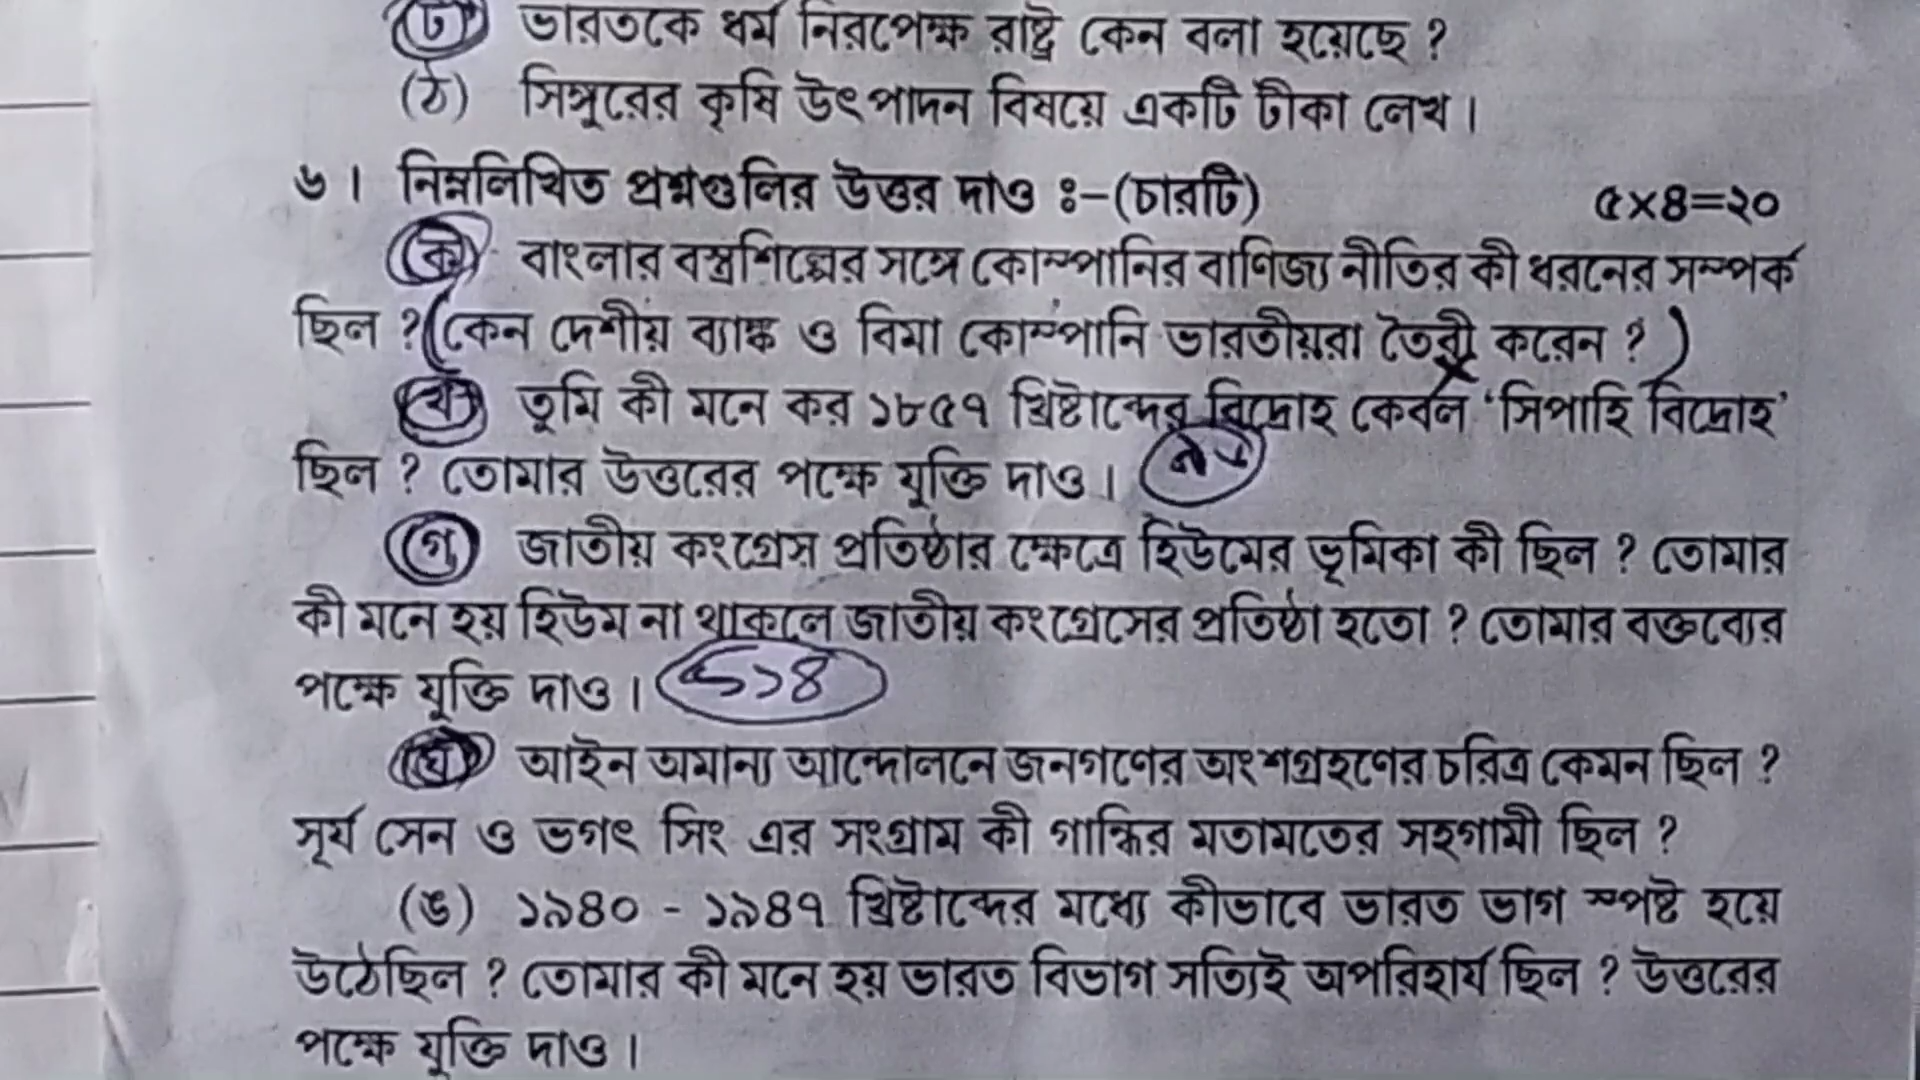 (ট) ভারতকে ধর্ম নিরপেক্ষ রাষ্ট্র কেন বলা হয়েছে ?
(ঠ) সিঙ্গুরের কৃষি উৎপাদন বিষয়ে একটি টীকা লেখ।
৬। নিম্নলিখিত প্রশ্নগুলির উত্তর দাও ঃ–(চারটি) ৫×৪=২০
(ক) বাংলার বস্ত্রশিল্পের সঙ্গে কোম্পানির বাণিজ্য নীতির কী ধরনের সম্পর্ক
ছিল ? (কেন দেশীয় ব্যাঙ্ক ও বিমা কোম্পানি ভারতীয়রা তৈরী করেন ?)
(খ) তুমি কী মনে কর ১৮৫৭ খ্রিষ্টাব্দের বিদ্রোহ কেবল ‘সিপাহি বিদ্রোহ’
ছিল ? তোমার উত্তরের পক্ষে যুক্তি দাও।
(গ) জাতীয় কংগ্রেস প্রতিষ্ঠার ক্ষেত্রে হিউমের ভূমিকা কী ছিল ? তোমার
কী মনে হয় হিউম না থাকলে জাতীয় কংগ্রেসের প্রতিষ্ঠা হতো ? তোমার বক্তব্যের
পক্ষে যুক্তি দাও।
(ঘ) আইন অমান্য আন্দোলনে জনগণের অংশগ্রহণের চরিত্র কেমন ছিল ?
সূর্য সেন ও ভগৎ সিং এর সংগ্রাম কী গান্ধির মতামতের সহগামী ছিল ?
(ঙ) ১৯৪০ - ১৯৪৭ খ্রিষ্টাব্দের মধ্যে কীভাবে ভারত ভাগ স্পষ্ট হয়ে
উঠেছিল ? তোমার কী মনে হয় ভারত বিভাগ সত্যিই অপরিহার্য ছিল ? উত্তরের
পক্ষে যুক্তি দাও।